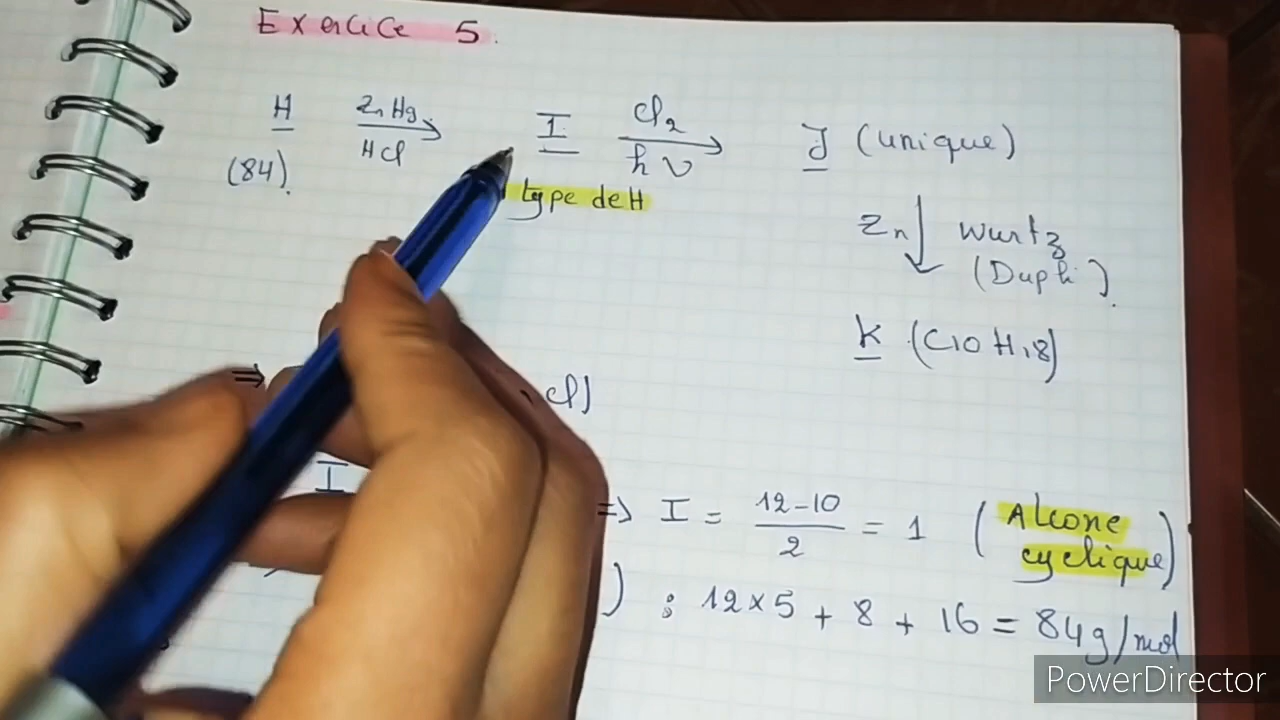 Exercice 5.
H Zn Hg HCl I Cl2 hν J (unique)
(84) type de H
Zn Wurtz
(Dupli).
K (C10 H18)
⇒ Cl)
I ⇒ I = 12-10 / 2 = 1 (Alcane
cyclique)
) ; 12×5 + 8 + 16 = 84g/mol
PowerDirector